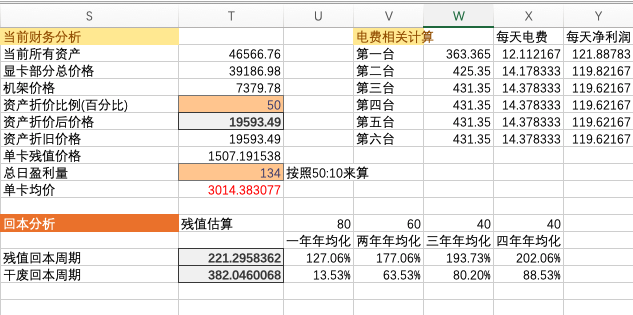 S T U V W X Y
当前财务分析 电费相关计算 每天电费 每天净利润
当前所有资产 46566.76 第一台 363.365 12.112167 121.88783
显卡部分总价格 39186.98 第二台 425.35 14.178333 119.82167
机架价格 7379.78 第三台 431.35 14.378333 119.62167
资产折价比例(百分比) 50 第四台 431.35 14.378333 119.62167
资产折价后价格 19593.49 第五台 431.35 14.378333 119.62167
资产折旧价格 19593.49 第六台 431.35 14.378333 119.62167
单卡残值价格 1507.191538
总日盈利量 134 按照50:10来算
单卡均价 3014.383077
回本分析 残值估算 80 60 40 40
一年年均化 两年年均化 三年年均化 四年年均化
残值回本周期 221.2958362 127.06% 177.06% 193.73% 202.06%
干废回本周期 382.0460068 13.53% 63.53% 80.20% 88.53%